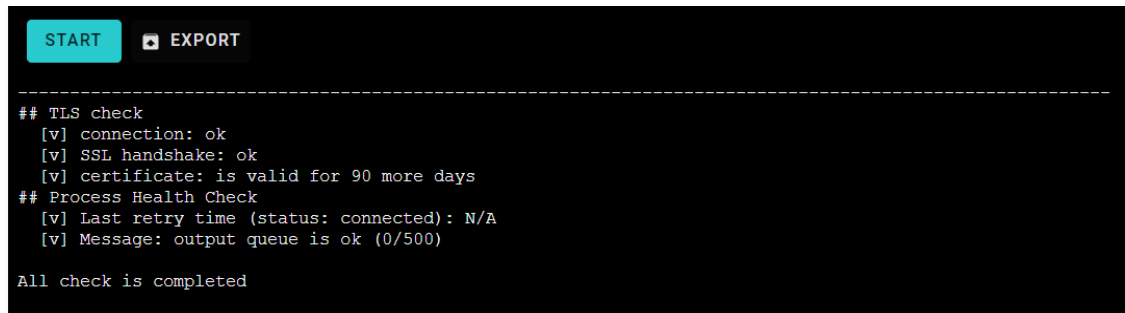 START EXPORT
----------------------------------------------------------------------------------------------------------------
## TLS check
[v] connection: ok
[v] SSL handshake: ok
[v] certificate: is valid for 90 more days
## Process Health Check
[v] Last retry time (status: connected): N/A
[v] Message: output queue is ok (0/500)
All check is completed